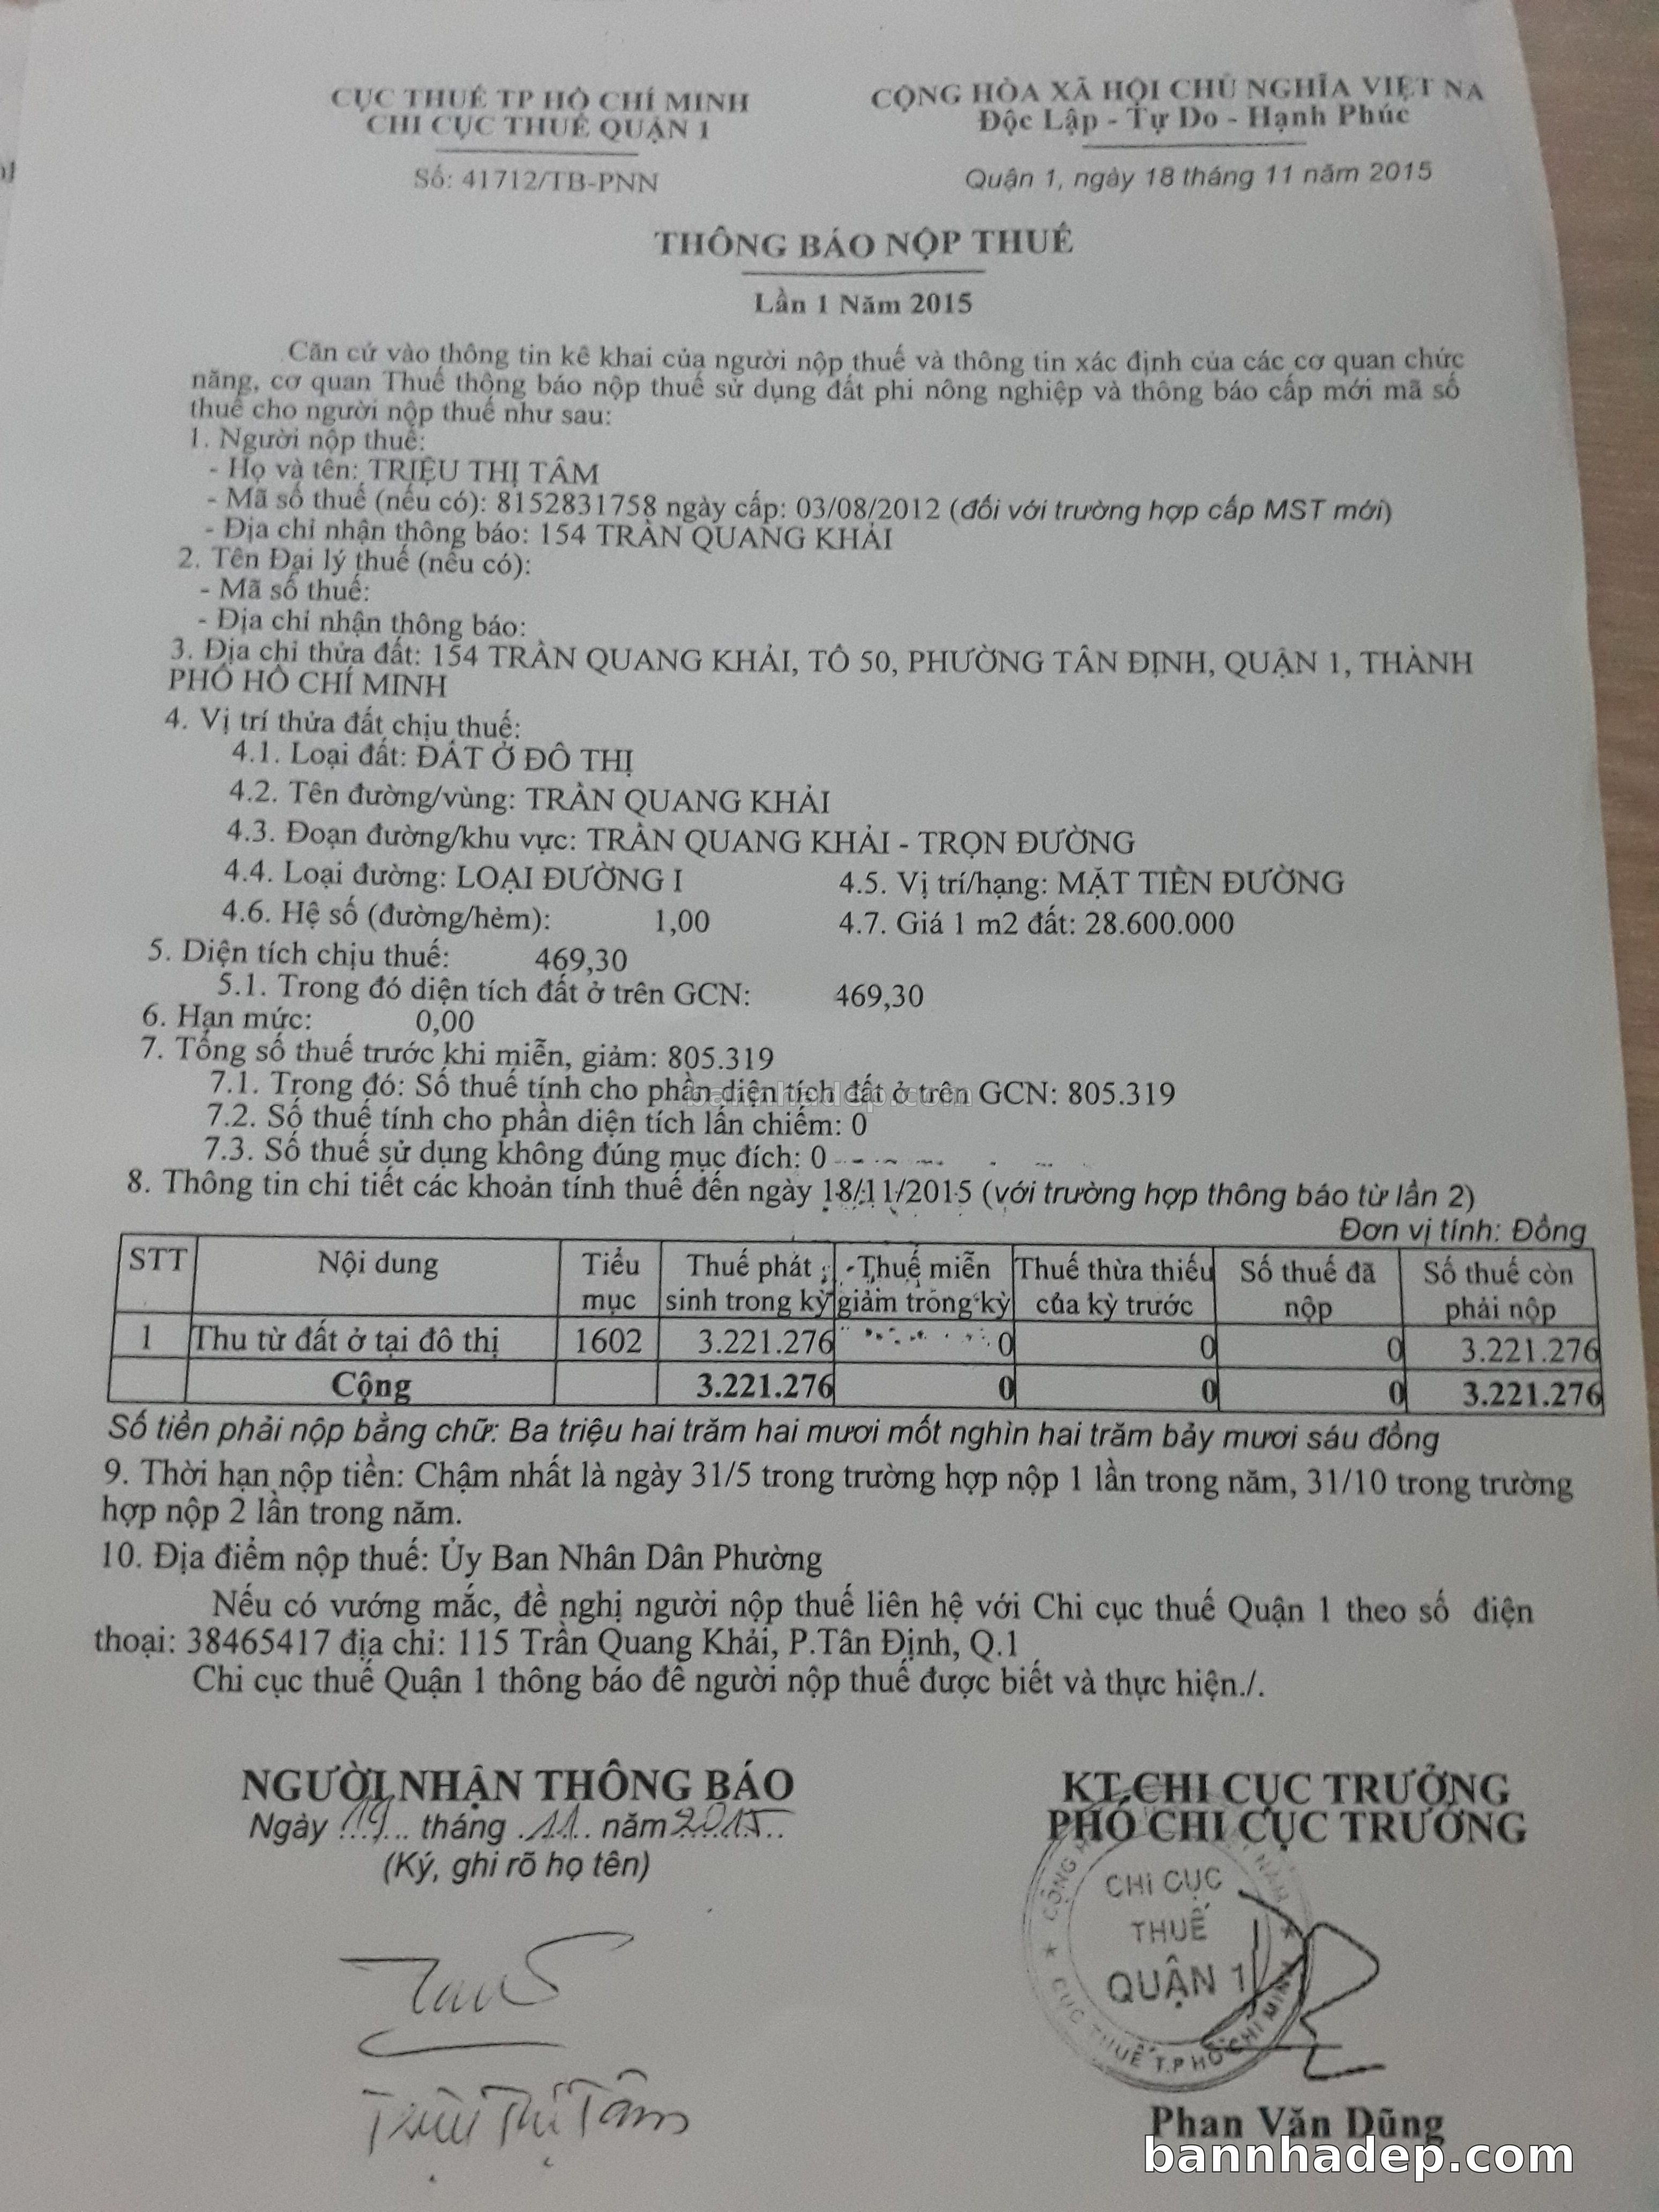 CỤC THUẾ TP HỒ CHÍ MINH
CHI CỤC THUẾ QUẬN 1
Số: 41712/TB-PNN
CỘNG HÒA XÃ HỘI CHỦ NGHĨA VIỆT NA
Độc Lập - Tự Do - Hạnh Phúc
Quận 1, ngày 18 tháng 11 năm 2015
THÔNG BÁO NỘP THUẾ
Lần 1 Năm 2015
Căn cứ vào thông tin kê khai của người nộp thuế và thông tin xác định của các cơ quan chức
năng, cơ quan Thuế thông báo nộp thuế sử dụng đất phi nông nghiệp và thông báo cấp mới mã số
thuế cho người nộp thuế như sau:
1. Người nộp thuế:
- Họ và tên: TRIỆU THỊ TÂM
- Mã số thuế (nếu có): 8152831758 ngày cấp: 03/08/2012 (đối với trường hợp cấp MST mới)
- Địa chỉ nhận thông báo: 154 TRẦN QUANG KHẢI
2. Tên Đại lý thuế (nếu có):
- Mã số thuế:
- Địa chỉ nhận thông báo:
3. Địa chỉ thửa đất: 154 TRẦN QUANG KHẢI, TỔ 50, PHƯỜNG TÂN ĐỊNH, QUẬN 1, THÀNH
PHỐ HỒ CHÍ MINH
4. Vị trí thửa đất chịu thuế:
4.1. Loại đất: ĐẤT Ở ĐÔ THỊ
4.2. Tên đường/vùng: TRẦN QUANG KHẢI
4.3. Đoạn đường/khu vực: TRẦN QUANG KHẢI - TRỌN ĐƯỜNG
4.4. Loại đường: LOẠI ĐƯỜNG I 4.5. Vị trí/hạng: MẶT TIỀN ĐƯỜNG
4.6. Hệ số (đường/hẻm): 1,00 4.7. Giá 1 m2 đất: 28.600.000
5. Diện tích chịu thuế: 469,30
5.1. Trong đó diện tích đất ở trên GCN: 469,30
6. Hạn mức: 0,00
7. Tổng số thuế trước khi miễn, giảm: 805.319
7.1. Trong đó: Số thuế tính cho phần diện tích đất ở trên GCN: 805.319
bannhadep.com
7.2. Số thuế tính cho phần diện tích lấn chiếm: 0
7.3. Số thuế sử dụng không đúng mục đích: 0
8. Thông tin chi tiết các khoản tính thuế đến ngày 18/11/2015 (với trường hợp thông báo từ lần 2)
Đơn vị tính: Đồng
STT Nội dung Tiểu mục Thuế phát sinh trong kỳ Thuế miễn giảm trong kỳ Thuế thừa thiếu của kỳ trước Số thuế đã nộp Số thuế còn phải nộp
1 Thu từ đất ở tại đô thị 1602 3.221.276 0 0 0 3.221.276
Cộng 3.221.276 0 0 0 3.221.276
Số tiền phải nộp bằng chữ: Ba triệu hai trăm hai mươi mốt nghìn hai trăm bảy mươi sáu đồng
9. Thời hạn nộp tiền: Chậm nhất là ngày 31/5 trong trường hợp nộp 1 lần trong năm, 31/10 trong trường
hợp nộp 2 lần trong năm.
10. Địa điểm nộp thuế: Ủy Ban Nhân Dân Phường
Nếu có vướng mắc, đề nghị người nộp thuế liên hệ với Chi cục thuế Quận 1 theo số điện
thoại: 38465417 địa chỉ: 115 Trần Quang Khải, P.Tân Định, Q.1
Chi cục thuế Quận 1 thông báo để người nộp thuế được biết và thực hiện./.
NGƯỜI NHẬN THÔNG BÁO
Ngày 19 tháng 11 năm 2015
(Ký, ghi rõ họ tên)
Triệu Thị Tâm
KT.CHI CỤC TRƯỞNG
PHÓ CHI CỤC TRƯỞNG
CHI CỤC
THUẾ
QUẬN 1
CỤC THUẾ T.P HỒ CHÍ MINH
Phan Văn Dũng
bannhadep.com